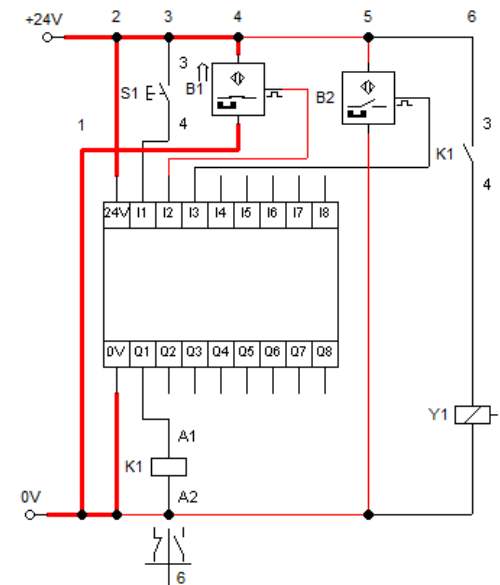 2 3 4 5 6
+24V
3
S1 B1 B2
1 4 3
K1
4
24V I1 I2 I3 I4 I5 I6 I7 I8
0V Q1 Q2 Q3 Q4 Q5 Q6 Q7 Q8
Y1
A1
K1
0V A2
6